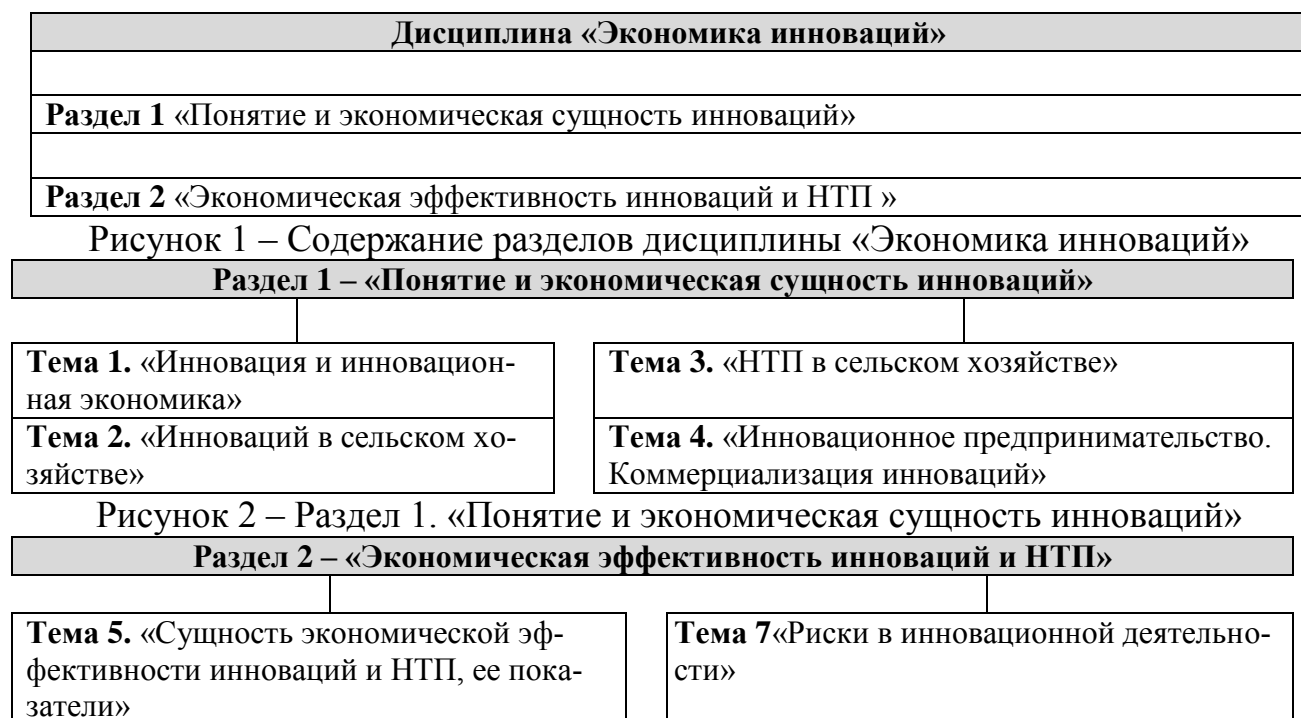 Дисциплина «Экономика инноваций»
Раздел 1 «Понятие и экономическая сущность инноваций»
Раздел 2 «Экономическая эффективность инноваций и НТП »
Рисунок 1 – Содержание разделов дисциплины «Экономика инноваций»
Раздел 1 – «Понятие и экономическая сущность инноваций»
Тема 1. «Инновация и инновацион-
ная экономика»
Тема 2. «Инноваций в сельском хо-
зяйстве»
Тема 3. «НТП в сельском хозяйстве»
Тема 4. «Инновационное предпринимательство.
Коммерциализация инноваций»
Рисунок 2 – Раздел 1. «Понятие и экономическая сущность инноваций»
Раздел 2 – «Экономическая эффективность инноваций и НТП»
Тема 5. «Сущность экономической эф-
фективности инноваций и НТП, ее пока-
затели»
Тема 7«Риски в инновационной деятельно-
сти»